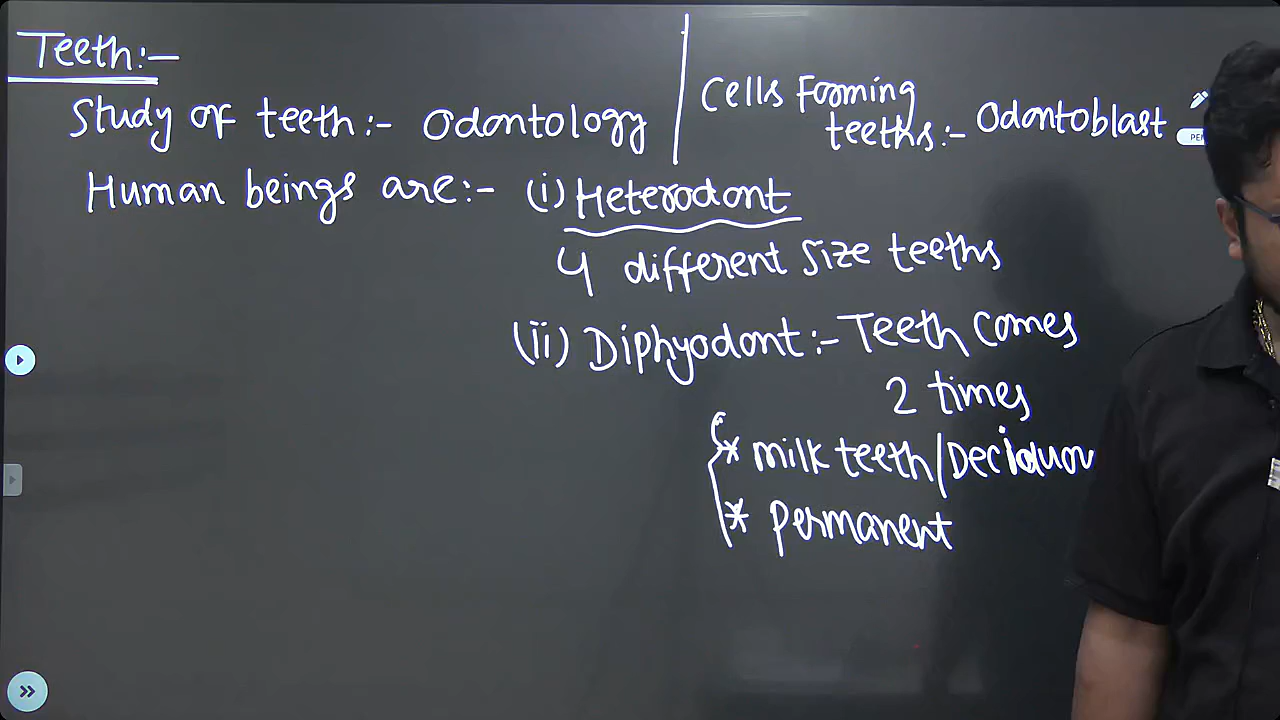 Teeth:-
Study of teeth:- Odontology
Cells Forming
teeths:- Odontoblast
Human beings are:- (i) Heterodont
4 different size teeths
(ii) Diphyodont:- Teeth Comes
2 times
* milk teeth/Deciduou
* permanent